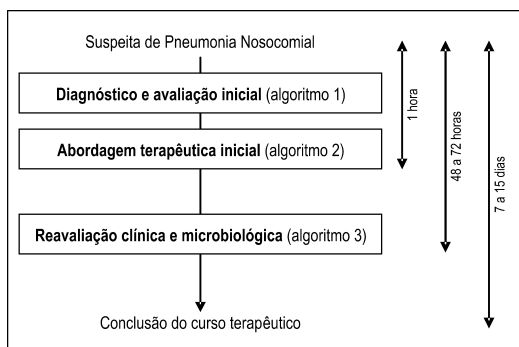 Suspeita de Pneumonia Nosocomial
Diagnóstico e avaliação inicial (algoritmo 1)
Abordagem terapêutica inicial (algoritmo 2)
Reavaliação clínica e microbiológica (algoritmo 3)
Conclusão do curso terapêutico
1 hora
48 a 72 horas
7 a 15 dias